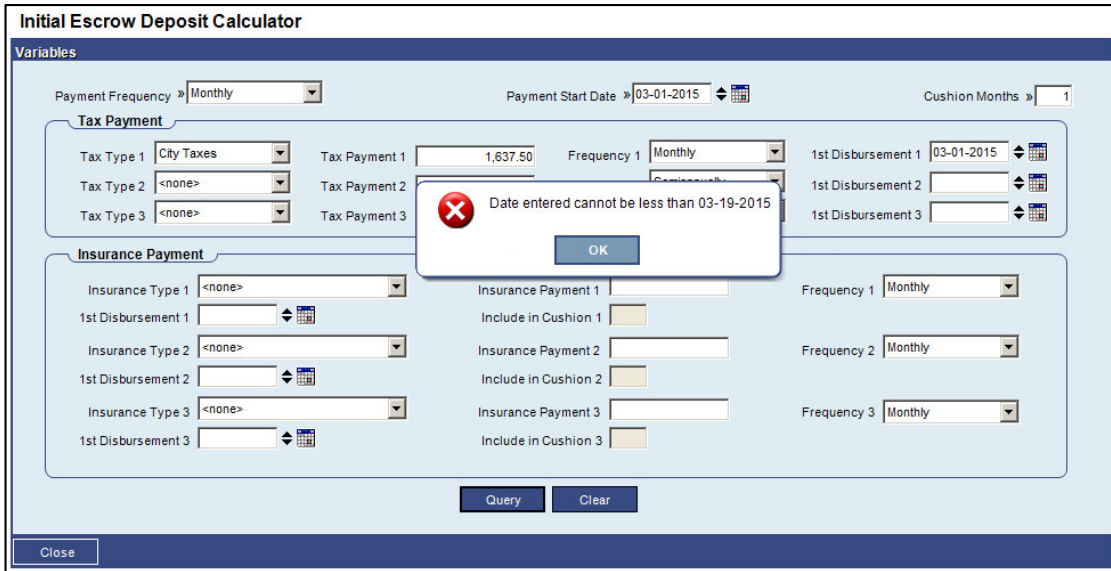 Initial Escrow Deposit Calculator
Variables
Payment Frequency » Monthly Payment Start Date » 03-01-2015 Cushion Months » 1
Tax Payment
Tax Type 1 City Taxes Tax Payment 1 1,637.50 Frequency 1 Monthly 1st Disbursement 1 03-01-2015
Tax Type 2 <none> Tax Payment 2 1st Disbursement 2
Tax Type 3 <none> Tax Payment 3 1st Disbursement 3
Date entered cannot be less than 03-19-2015
OK
Insurance Payment
Insurance Type 1 <none> Insurance Payment 1 Frequency 1 Monthly
1st Disbursement 1 Include in Cushion 1
Insurance Type 2 <none> Insurance Payment 2 Frequency 2 Monthly
1st Disbursement 2 Include in Cushion 2
Insurance Type 3 <none> Insurance Payment 3 Frequency 3 Monthly
1st Disbursement 3 Include in Cushion 3
Query Clear
Close